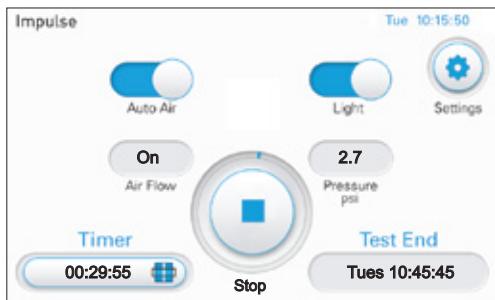 Impulse
Tue 10:15:50
Auto Air
Light
Settings
On
2.7
Air Flow
Pressure
psi
Timer
Test End
00:29:55
Tues 10:45:45
Stop